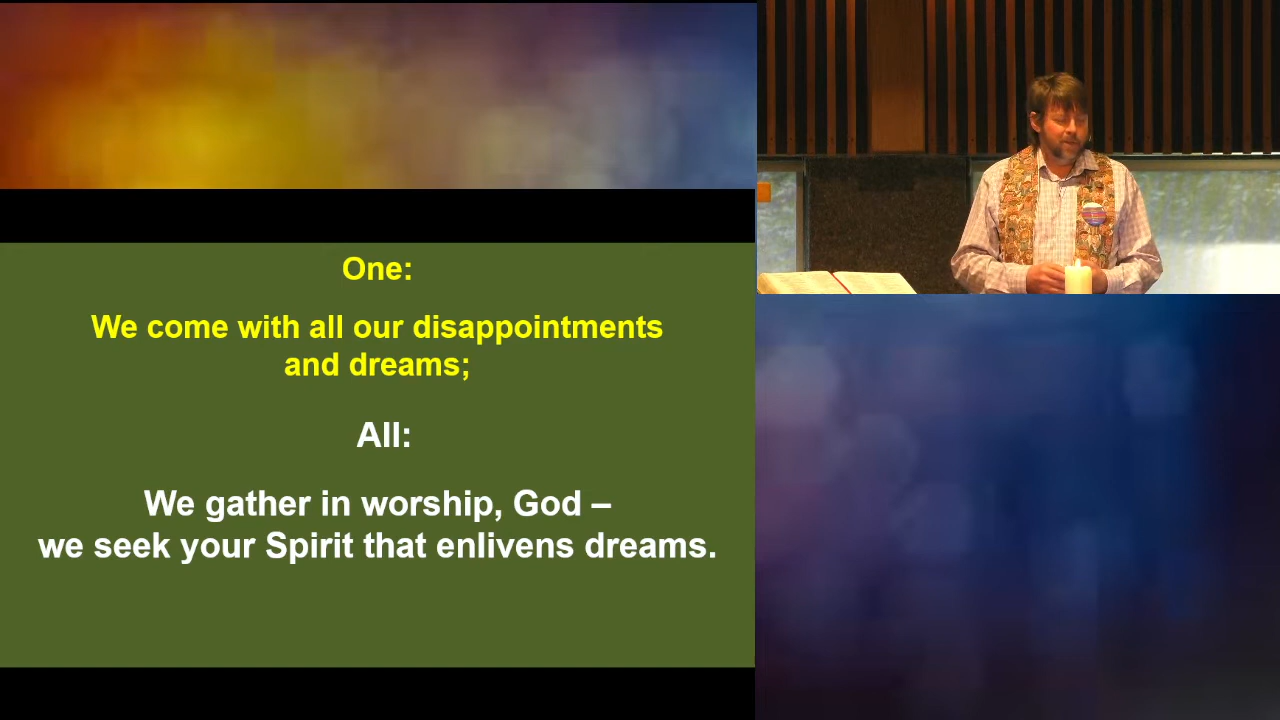 One:
We come with all our disappointments
and dreams;
All:
We gather in worship, God –
we seek your Spirit that enlivens dreams.